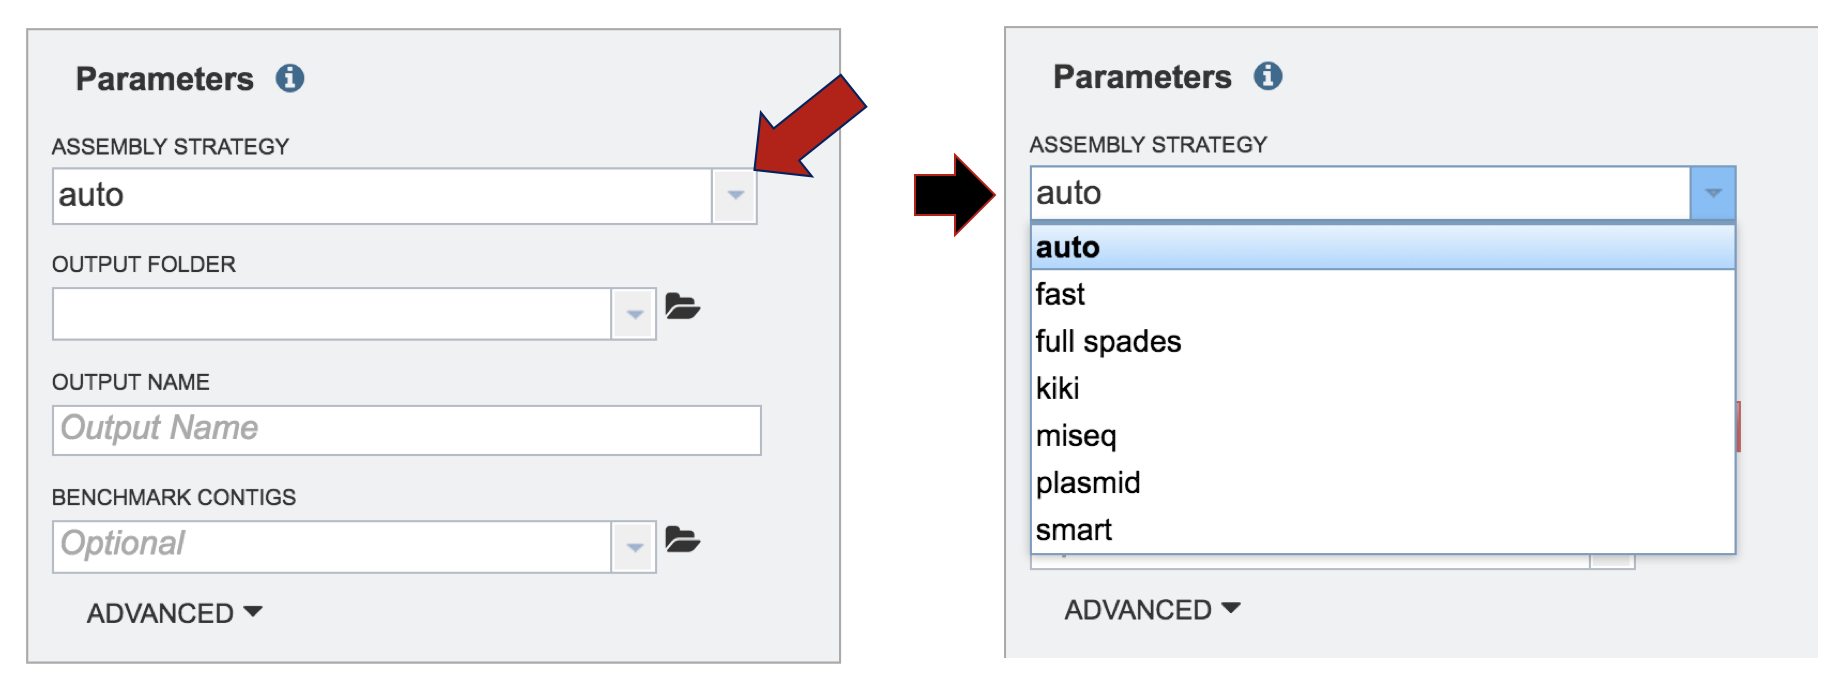 Parameters
ASSEMBLY STRATEGY
auto
OUTPUT FOLDER
OUTPUT NAME
Output Name
BENCHMARK CONTIGS
Optional
ADVANCED
Parameters
ASSEMBLY STRATEGY
auto
auto
fast
full spades
kiki
miseq
plasmid
smart
ADVANCED